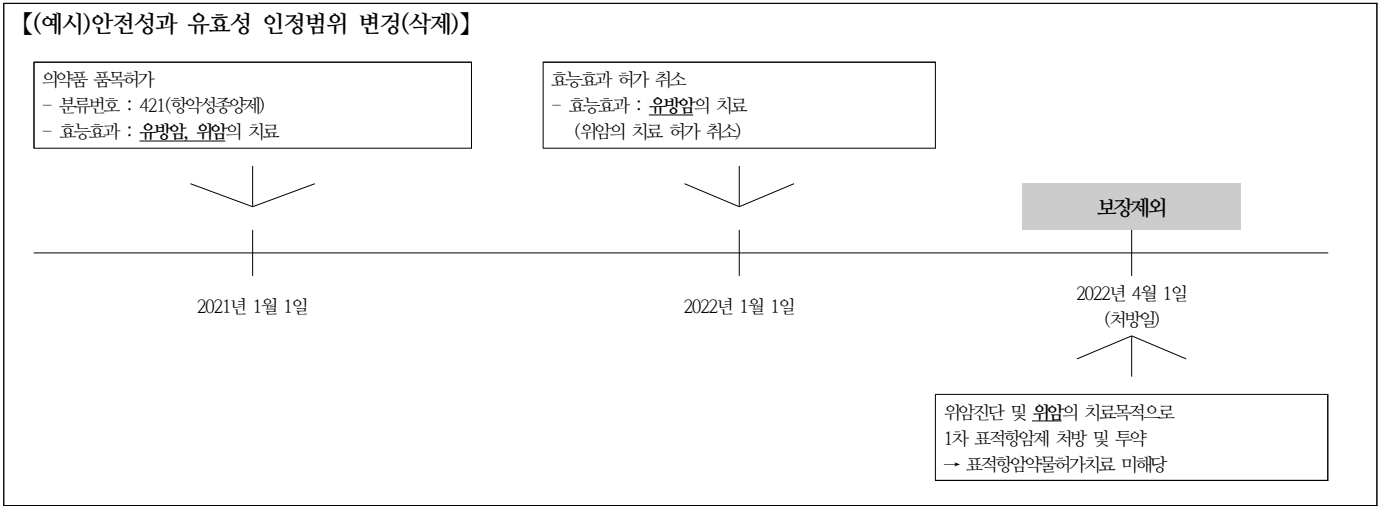 【(예시)안전성과 유효성 인정범위 변경(삭제)】
의약품 품목허가
- 분류번호 : 421(항악성종양제)
- 효능효과 : 유방암, 위암의 치료
효능효과 허가 취소
- 효능효과 : 유방암의 치료
(위암의 치료 허가 취소)
보장제외
2021년 1월 1일
2022년 1월 1일
2022년 4월 1일
(처방일)
위암진단 및 위암의 치료목적으로
1차 표적항암제 처방 및 투약
→ 표적항암약물허가치료 미해당